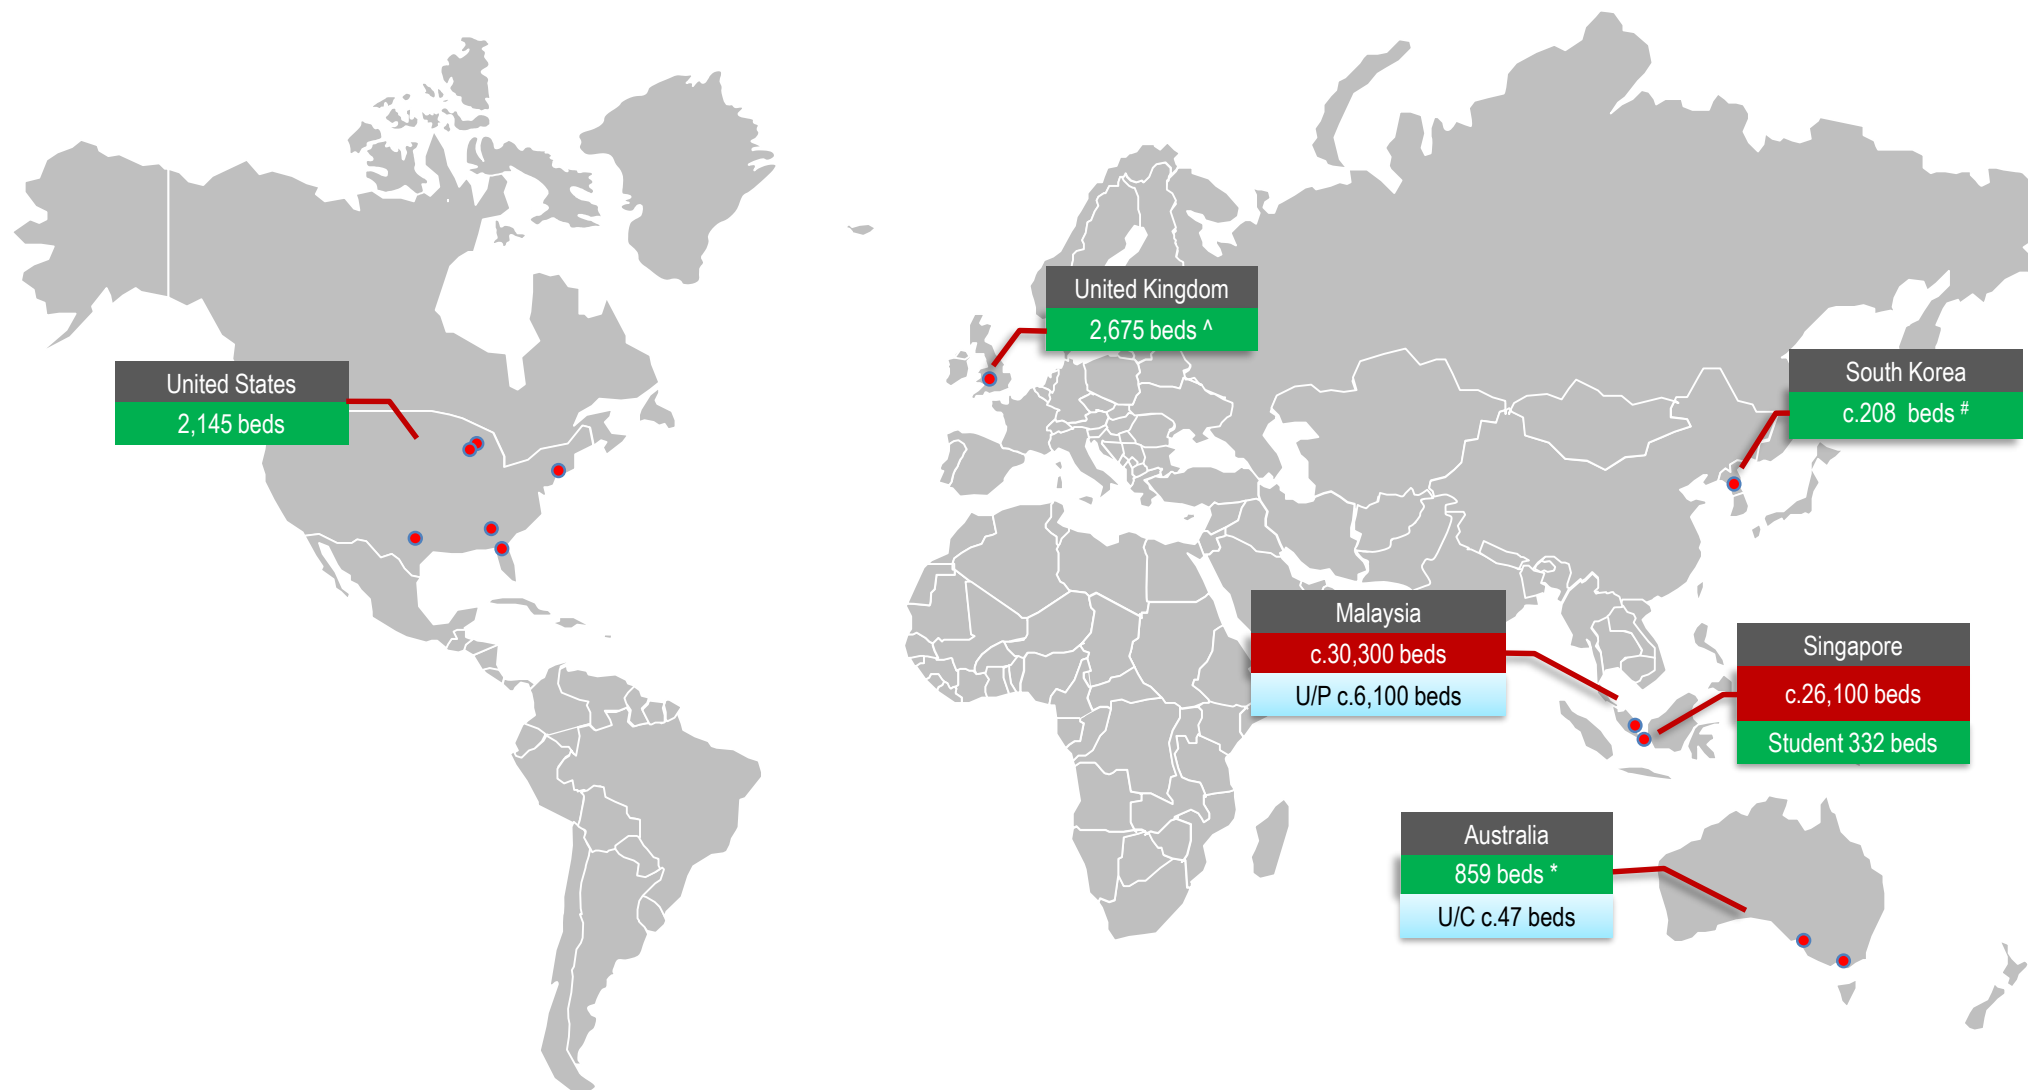 United Kingdom
2,675 beds ^
United States
2,145 beds
South Korea
c.208 beds #
Malaysia
c.30,300 beds
U/P c.6,100 beds
Singapore
c.26,100 beds
Student 332 beds
Australia
859 beds *
U/C c.47 beds